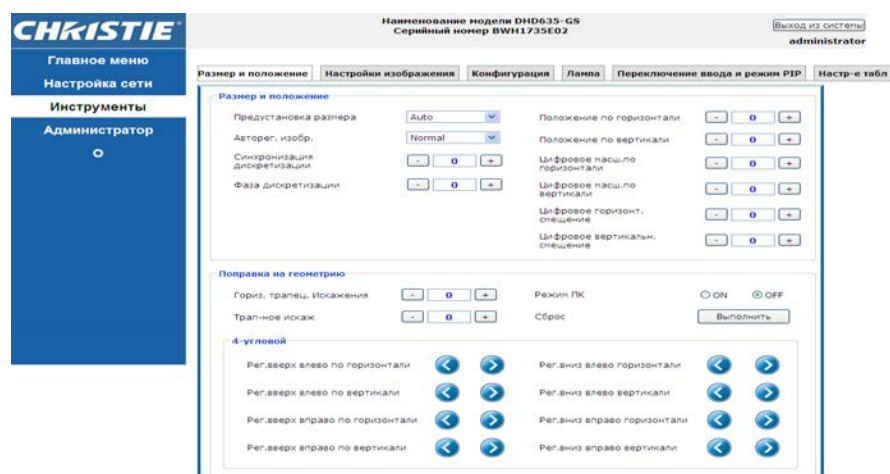 CHRISTIE
Наименование модели DHD635-GS
Серийный номер BWH1735E02
Выход из системы
administrator
Главное меню
Настройка сети
Инструменты
Администратор
О
Размер и положение Настройки изображения Конфигурация Лампа Переключение ввода и режим PIP Настр-е табл
Размер и положение
Предустановка размера Auto
Положение по горизонтали - 0 +
Авторег. изобр. Normal
Положение по вертикали - 0 +
Синхронизация
дискретизации - 0 +
Цифровое насш.по
горизонтали - 0 +
Фаза дискретизации - 0 +
Цифровое насш.по
вертикали - 0 +
Цифровое горизонт.
смещение - 0 +
Цифровое вертикальн.
смещение - 0 +
Поправка на геометрию
Гориз. трапец. Искажения - 0 +
Режим ПК ON OFF
Трап-ное искаж - 0 +
Сброс Выполнить
4-угловой
Рег.вверх влево по горизонтали
Рег.вниз влево горизонтали
Рег.вверх влево по вертикали
Рег.вниз влево вертикали
Рег.вверх вправо по горизонтали
Рег.вниз вправо горизонтали
Рег.вверх вправо по вертикали
Рег.вниз вправо вертикали